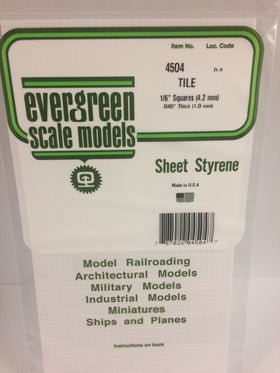 Item No. Loc. Code
4504
TILE
1/6" Squares (4.2 mm)
.040" Thick (1.0 mm)
evergreen
scale models
Sheet Styrene
Made in U.S.A
Model Railroading
Architectural Models
Military Models
Industrial Models
Miniatures
Ships and Planes
Instructions on back